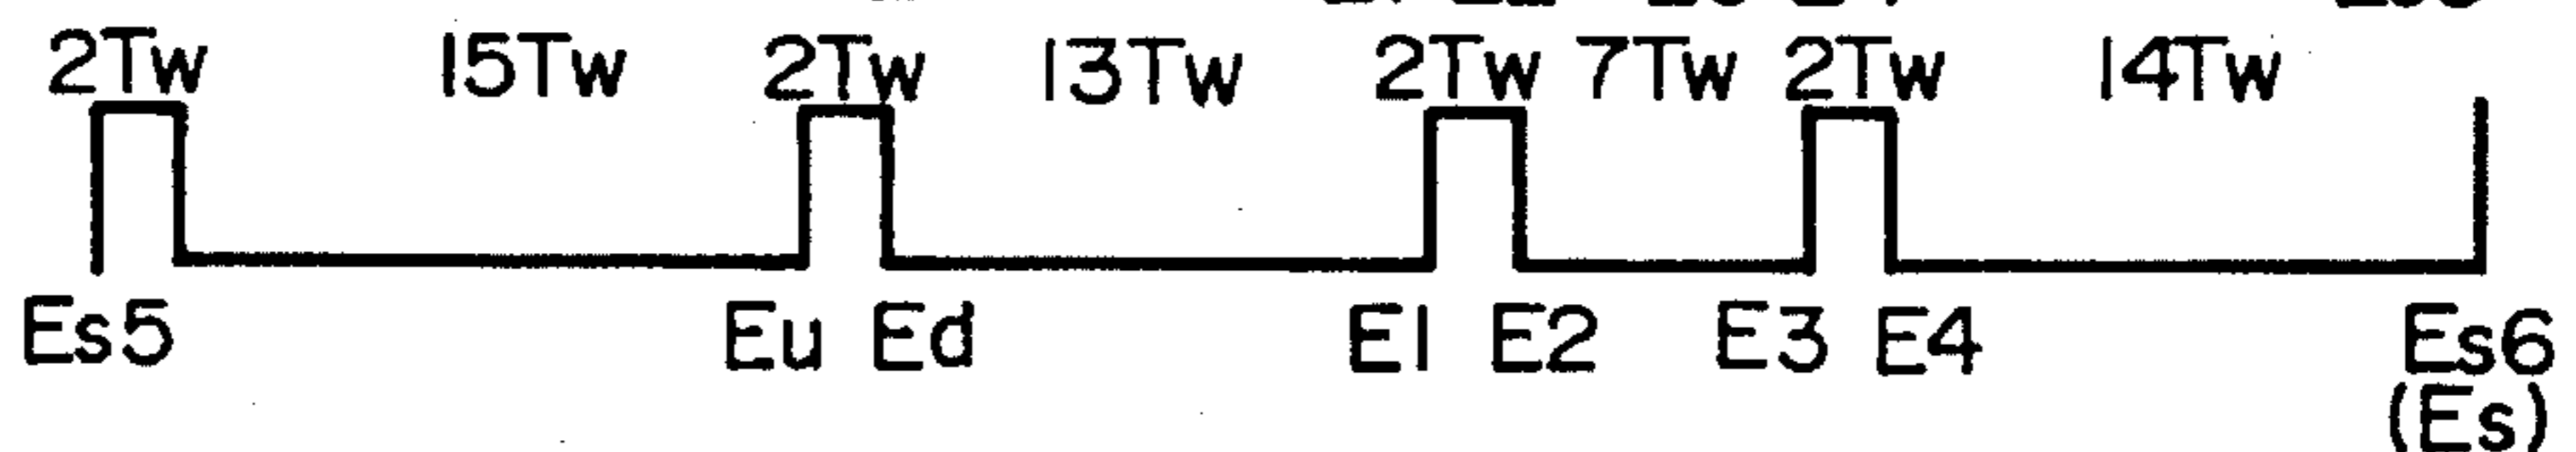 2Tw 15Tw 2Tw 13Tw 2Tw 7Tw 2Tw 14Tw
Es5 Eu Ed E1 E2 E3 E4 Es6
(Es)